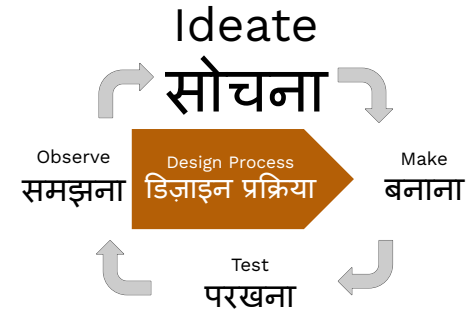 Ideate
सोचना
Observe
समझना
Design Process
डिज़ाइन प्रक्रिया
Make
बनाना
Test
परखना